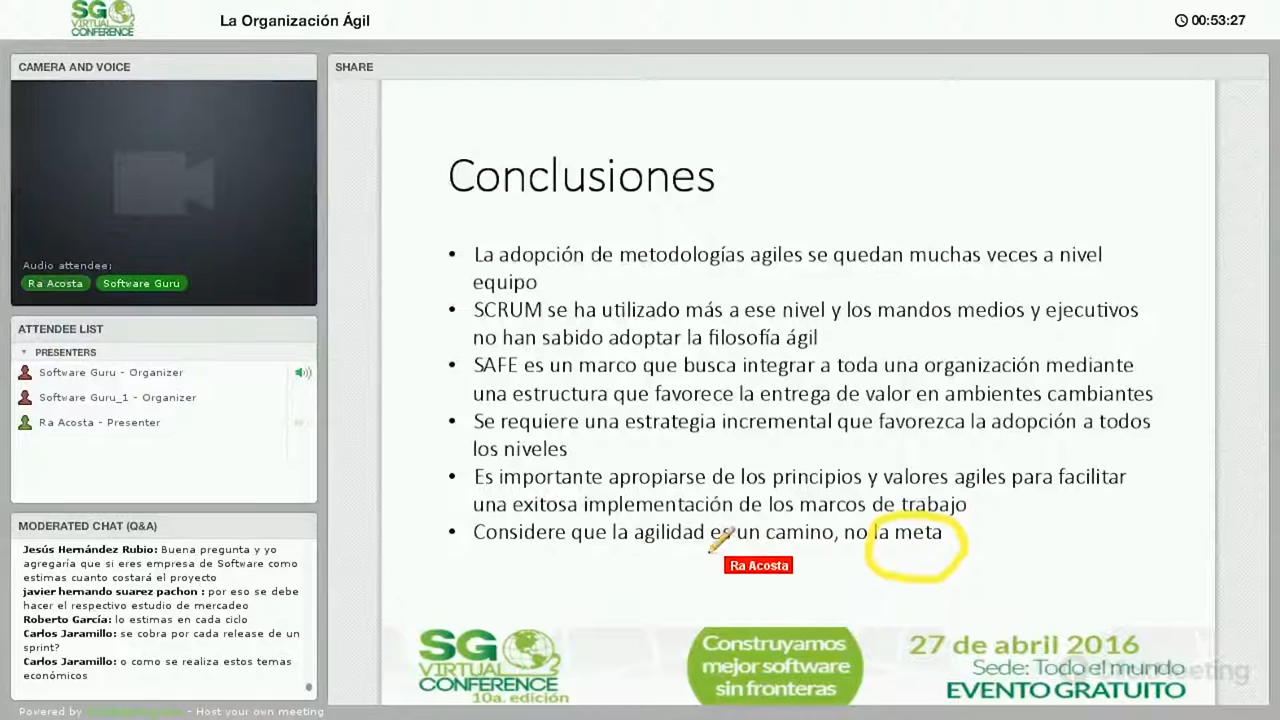 SG
VIRTUAL
CONFERENCE
La Organización Ágil
00:53:27
CAMERA AND VOICE
Audio attendee:
Ra Acosta Software Guru
ATTENDEE LIST
PRESENTERS
Software Guru - Organizer
Software Guru_1 - Organizer
Ra Acosta - Presenter
MODERATED CHAT (Q&A)
Jesús Hernández Rubio: Buena pregunta y yo
agregaría que si eres empresa de Software como
estimas cuanto costará el proyecto
javier hernando suarez pachon : por eso se debe
hacer el respectivo estudio de mercadeo
Roberto García: lo estimas en cada ciclo
Carlos Jaramillo: se cobra por cada release de un
sprint?
Carlos Jaramillo: o como se realiza estos temas
económicos
Powered by - Host your own meeting
SHARE
Conclusiones
• La adopción de metodologías agiles se quedan muchas veces a nivel
equipo
• SCRUM se ha utilizado más a ese nivel y los mandos medios y ejecutivos
no han sabido adoptar la filosofía ágil
• SAFE es un marco que busca integrar a toda una organización mediante
una estructura que favorece la entrega de valor en ambientes cambiantes
• Se requiere una estrategia incremental que favorezca la adopción a todos
los niveles
• Es importante apropiarse de los principios y valores agiles para facilitar
una exitosa implementación de los marcos de trabajo
• Considere que la agilidad es un camino, no la meta
Ra Acosta
SG
VIRTUAL
CONFERENCE
10a. edición
Construyamos
mejor software
sin fronteras
27 de abril 2016
Sede: Todo el mundo
EVENTO GRATUITO